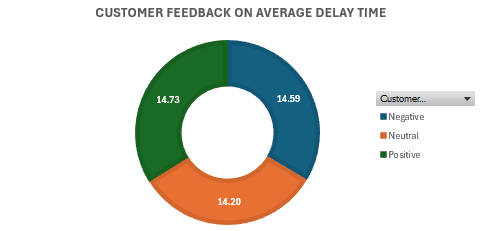 CUSTOMER FEEDBACK ON AVERAGE DELAY TIME
14.73
14.59
14.20
Customer...
Negative
Neutral
Positive